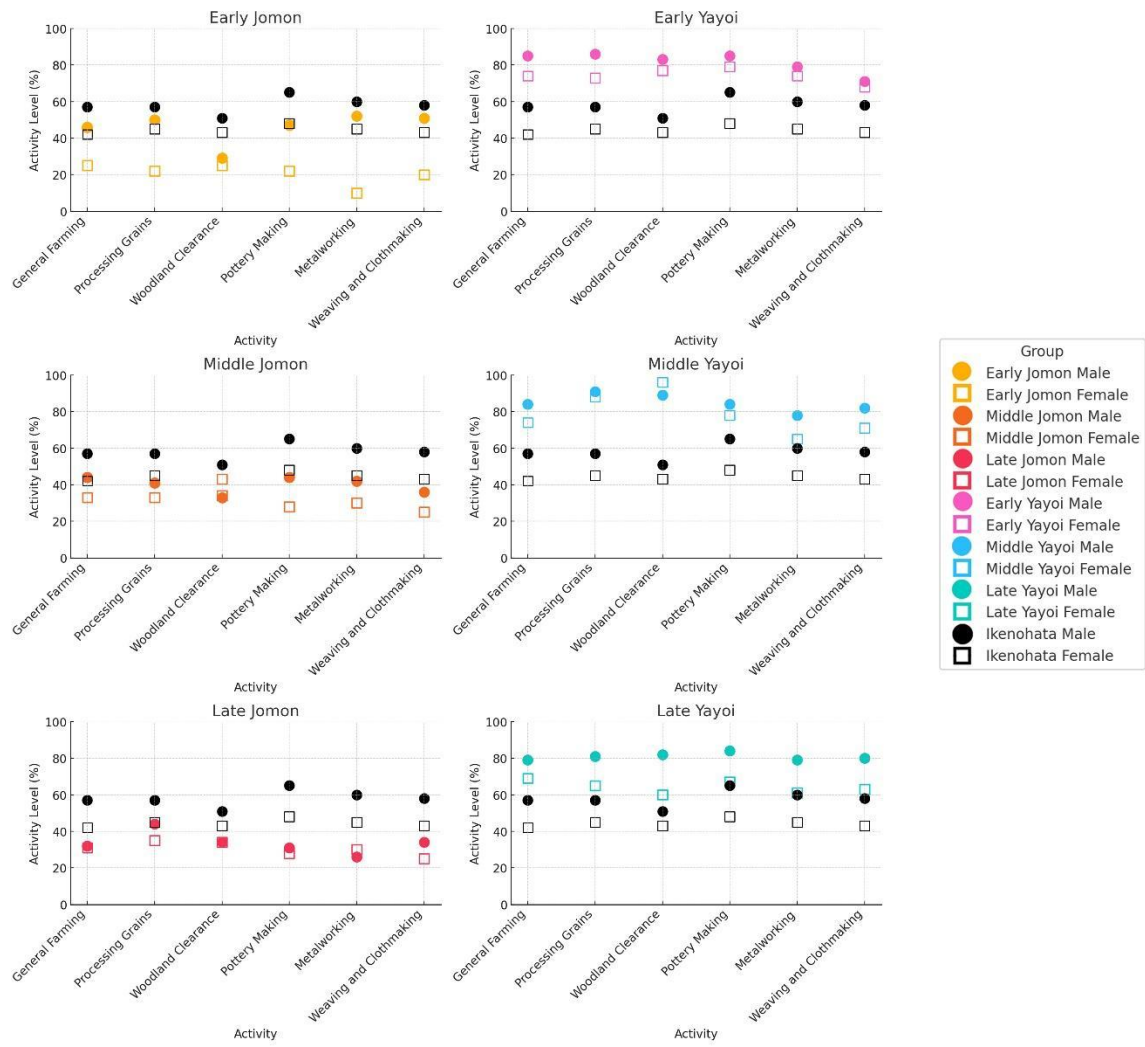 Early Jomon
Activity Level (%)
100
80
60
40
20
0
General Farming
Processing Grains
Woodland Clearance
Pottery Making
Metalworking
Weaving and Clothmaking
Activity
Early Yayoi
Activity Level (%)
100
80
60
40
20
0
General Farming
Processing Grains
Woodland Clearance
Pottery Making
Metalworking
Weaving and Clothmaking
Activity
Middle Jomon
Activity Level (%)
100
80
60
40
20
0
General Farming
Processing Grains
Woodland Clearance
Pottery Making
Metalworking
Weaving and Clothmaking
Activity
Middle Yayoi
Activity Level (%)
100
80
60
40
20
0
General Farming
Processing Grains
Woodland Clearance
Pottery Making
Metalworking
Weaving and Clothmaking
Activity
Group
Early Jomon Male
Early Jomon Female
Middle Jomon Male
Middle Jomon Female
Late Jomon Male
Late Jomon Female
Early Yayoi Male
Early Yayoi Female
Middle Yayoi Male
Middle Yayoi Female
Late Yayoi Male
Late Yayoi Female
Ikenohata Male
Ikenohata Female
Late Jomon
Activity Level (%)
100
80
60
40
20
0
General Farming
Processing Grains
Woodland Clearance
Pottery Making
Metalworking
Weaving and Clothmaking
Activity
Late Yayoi
Activity Level (%)
100
80
60
40
20
0
General Farming
Processing Grains
Woodland Clearance
Pottery Making
Metalworking
Weaving and Clothmaking
Activity